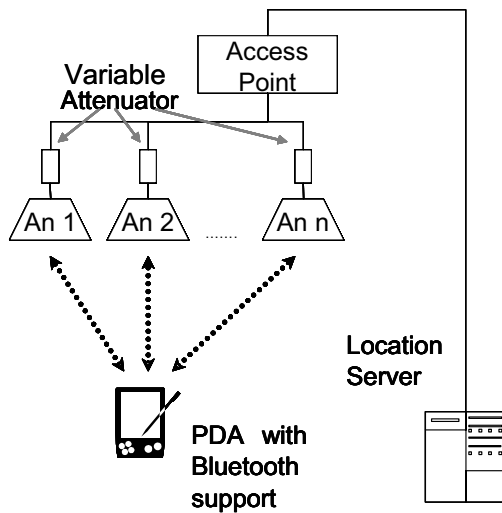 Access
Point
Variable
Attenuator
An 1
An 2
.......
An n
Location
Server
PDA with
Bluetooth
support